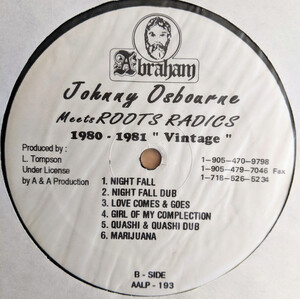 Abraham
Johnny Osbourne
Meets ROOTS RADICS
1980 - 1981 " Vintage "
Produced by :
L. Tompson
Under License
by A & A Production
1-905-470-9798
1-905-479-7046 Fax
1-718-526-5234
1. NIGHT FALL
2. NIGHT FALL DUB
3. LOVE COMES & GOES
4. GIRL OF MY COMPLECTION
5. QUASHI & QUASHI DUB
6. MARIJUANA
B - SIDE
AALP - 193